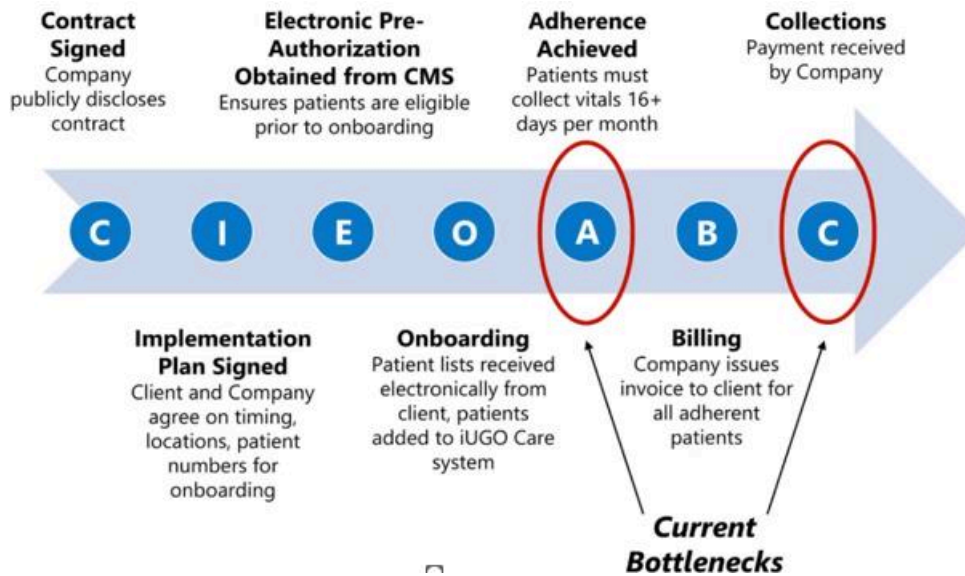 Contract
Signed
Company
publicly discloses
contract
Electronic Pre-
Authorization
Obtained from CMS
Ensures patients are eligible
prior to onboarding
Adherence
Achieved
Patients must
collect vitals 16+
days per month
Collections
Payment received
by Company
C I E O A B C
Implementation
Plan Signed
Client and Company
agree on timing,
locations, patient
numbers for
onboarding
Onboarding
Patient lists received
electronically from
client, patients
added to iUGO Care
system
Billing
Company issues
invoice to client for
all adherent
patients
Current
Bottlenecks